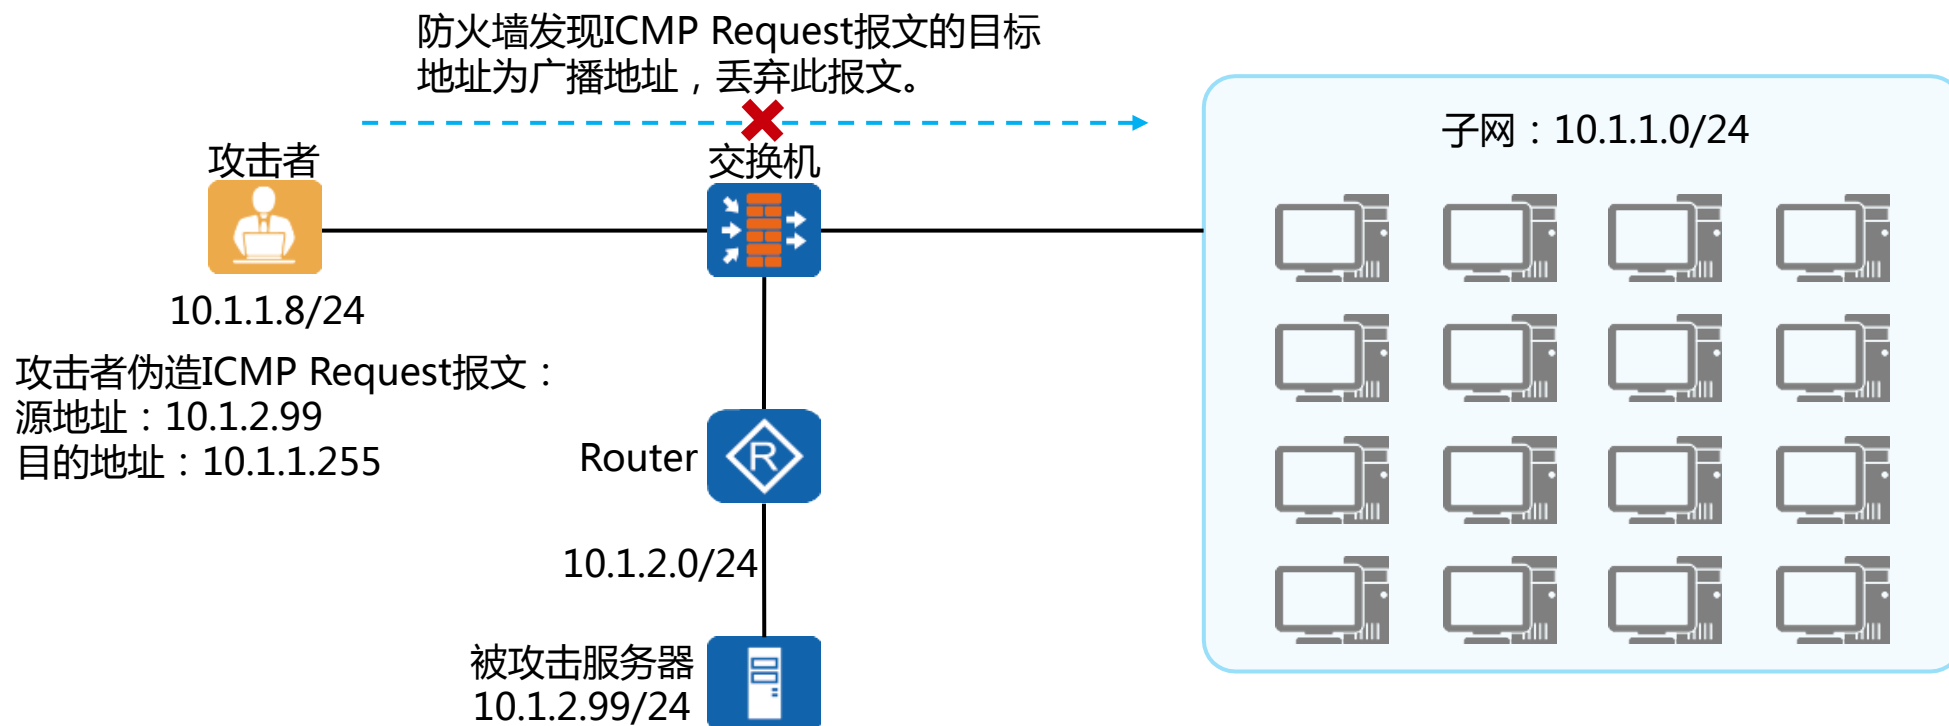 防火墙发现ICMP Request报文的目标
地址为广播地址，丢弃此报文。
子网：10.1.1.0/24
攻击者
交换机
10.1.1.8/24
攻击者伪造ICMP Request报文：
源地址：10.1.2.99
目的地址：10.1.1.255
Router
R
10.1.2.0/24
被攻击服务器
10.1.2.99/24